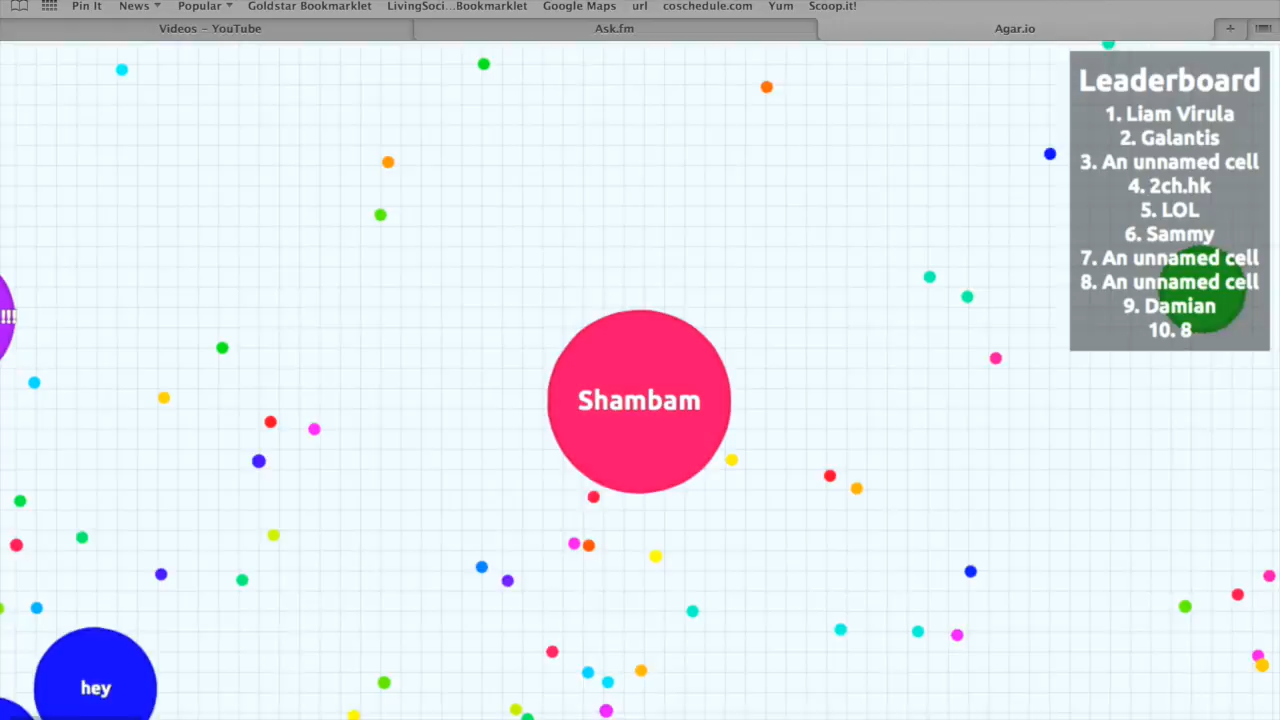 Pin It News Popular Goldstar Bookmarklet LivingSoci...Bookmarklet Google Maps url coschedule.com Yum Scoop.it!
Videos – YouTube Ask.fm Agar.io +
Leaderboard
1. Liam Virula
2. Galantis
3. An unnamed cell
4. 2ch.hk
5. LOL
6. Sammy
7. An unnamed cell
8. An unnamed cell
9. Damian
10. 8
!!!
Shambam
hey